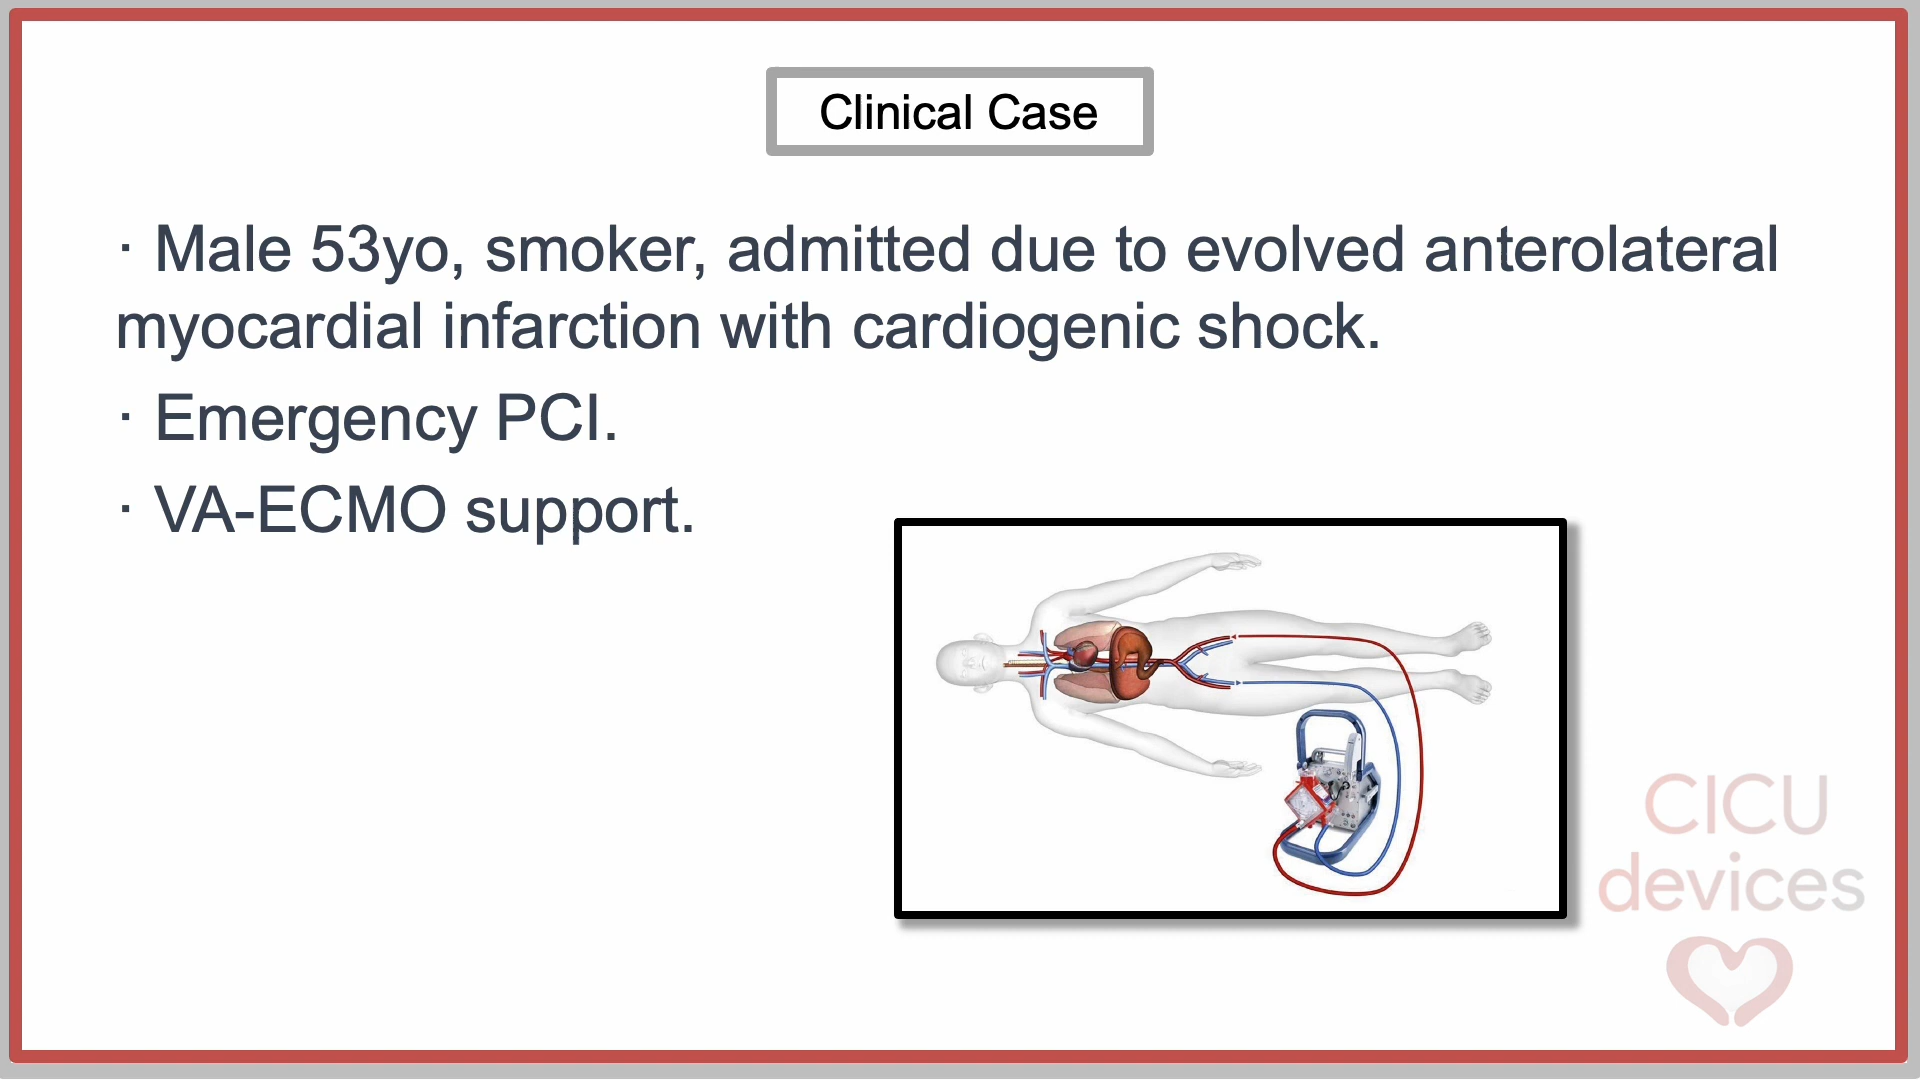 Clinical Case
· Male 53yo, smoker, admitted due to evolved anterolateral
myocardial infarction with cardiogenic shock.
· Emergency PCI.
· VA-ECMO support.
CICU
devices